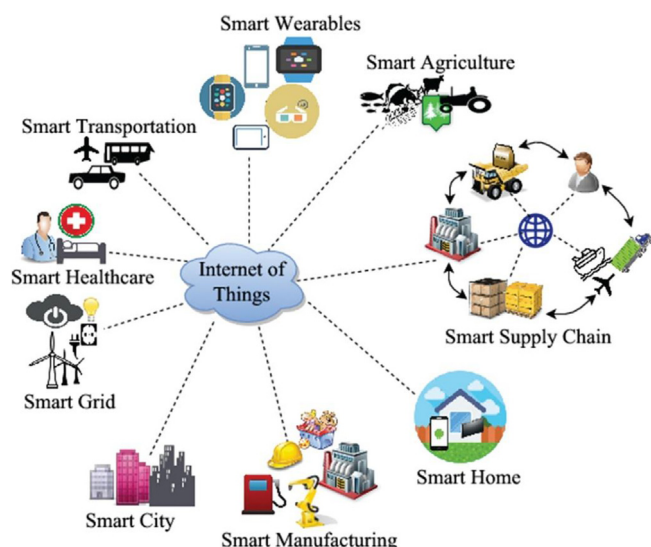 Smart Wearables
Smart Agriculture
Smart Transportation
Smart Healthcare
Internet of
Things
Smart Supply Chain
Smart Grid
Smart Home
Smart City
Smart Manufacturing